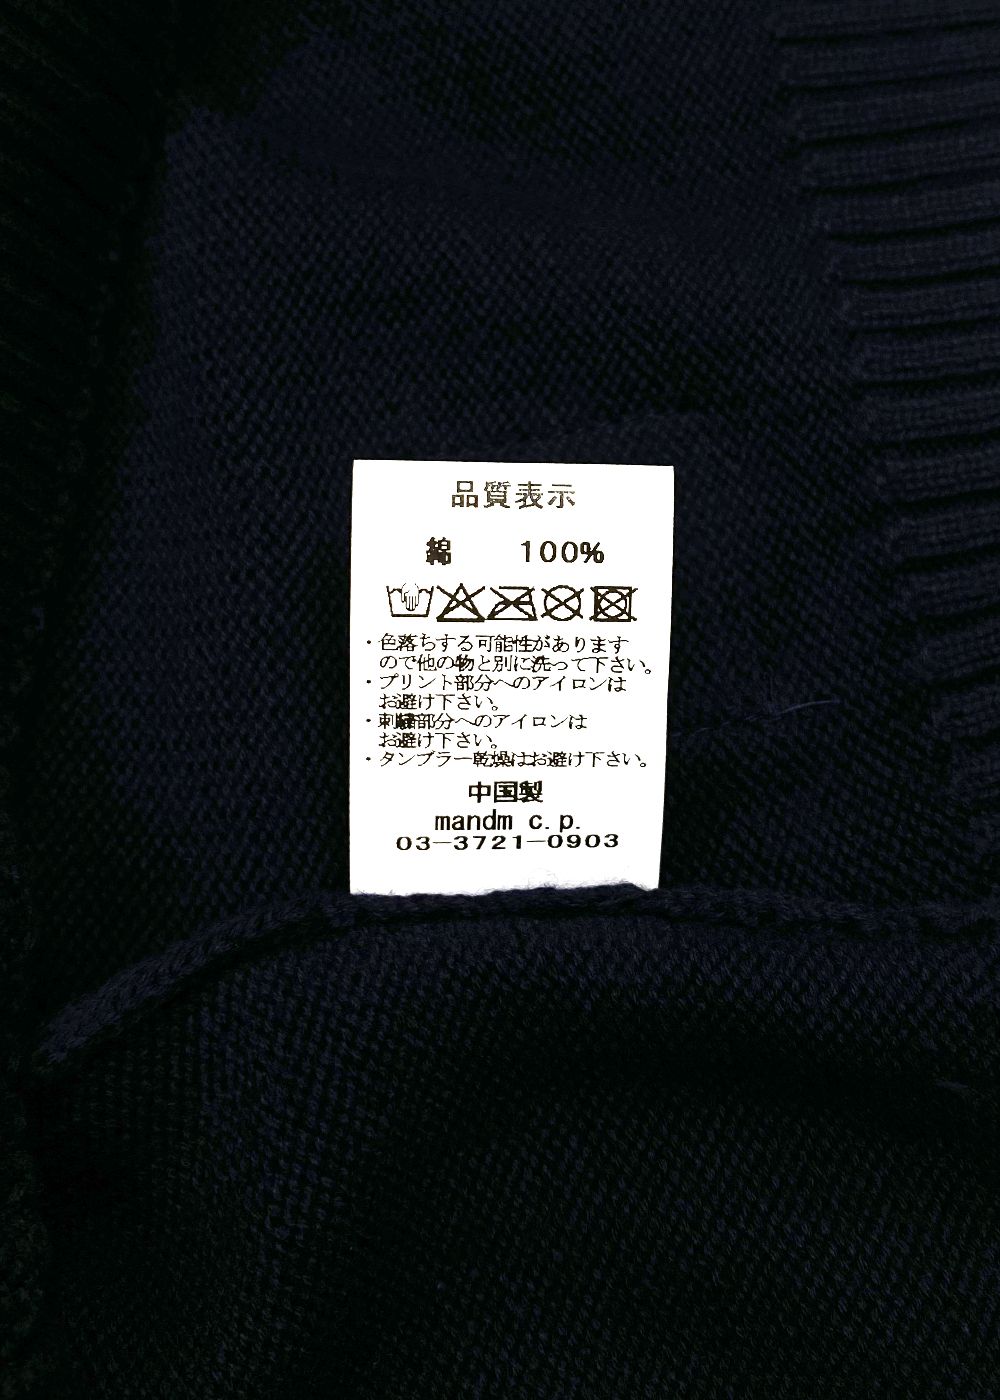 品質表示
綿 100%
・色落ちする可能性があります
ので他の物と別に洗って下さい。
・プリント部分へのアイロンは
お避け下さい。
・刺繍部分へのアイロンは
お避け下さい。
・タンブラー乾燥はお避け下さい。
中国製
mandm c.p.
03-3721-0903